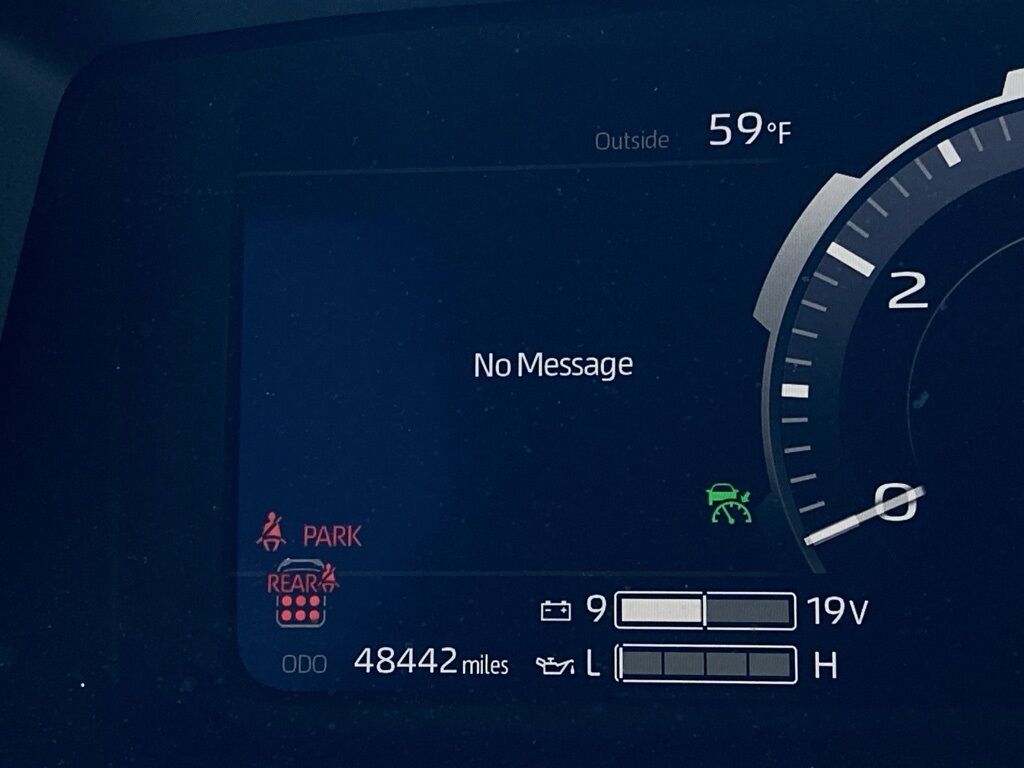 Outside 59°F
2
No Message
0
PARK
REAR
9 19V
ODO 48442 miles L H